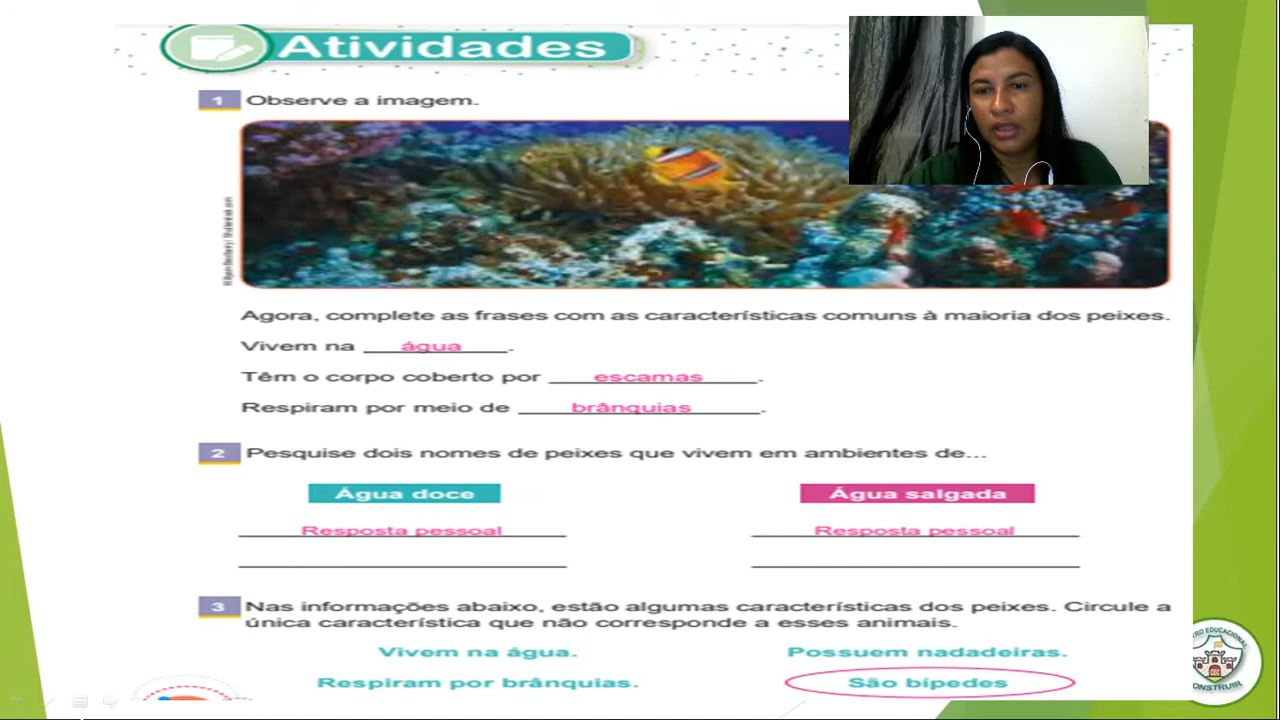 Atividades
1 Observe a imagem.
Agora, complete as frases com as características comuns à maioria dos peixes.
Vivem na água.
Têm o corpo coberto por escamas.
Respiram por meio de brânquias.
2 Pesquise dois nomes de peixes que vivem em ambientes de...
Água doce Água salgada
Resposta pessoal Resposta pessoal
3 Nas informações abaixo, estão algumas características dos peixes. Circule a
única característica que não corresponde a esses animais.
Vivem na água. Possuem nadadeiras.
Respiram por brânquias. São bípedes
EDUCACIONAL
CONSTRUIR